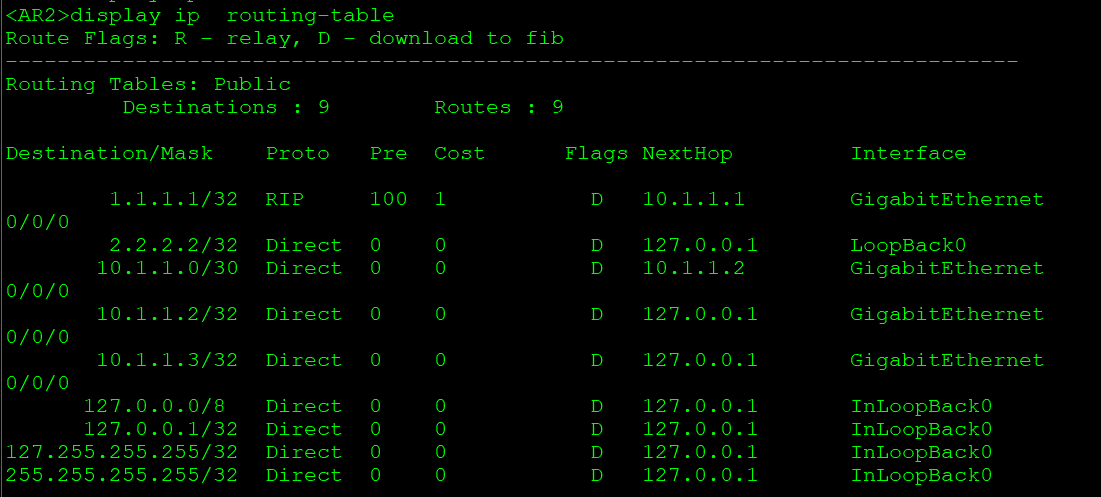 <AR2>display ip  routing-table
Route Flags: R - relay, D - download to fib
------------------------------------------------------------------------------
Routing Tables: Public
         Destinations : 9        Routes : 9

Destination/Mask    Proto   Pre  Cost      Flags NextHop         Interface

        1.1.1.1/32  RIP     100  1           D   10.1.1.1        GigabitEthernet
0/0/0
        2.2.2.2/32  Direct  0    0           D   127.0.0.1       LoopBack0
       10.1.1.0/30  Direct  0    0           D   10.1.1.2        GigabitEthernet
0/0/0
       10.1.1.2/32  Direct  0    0           D   127.0.0.1       GigabitEthernet
0/0/0
       10.1.1.3/32  Direct  0    0           D   127.0.0.1       GigabitEthernet
0/0/0
      127.0.0.0/8   Direct  0    0           D   127.0.0.1       InLoopBack0
      127.0.0.1/32  Direct  0    0           D   127.0.0.1       InLoopBack0
127.255.255.255/32  Direct  0    0           D   127.0.0.1       InLoopBack0
255.255.255.255/32  Direct  0    0           D   127.0.0.1       InLoopBack0